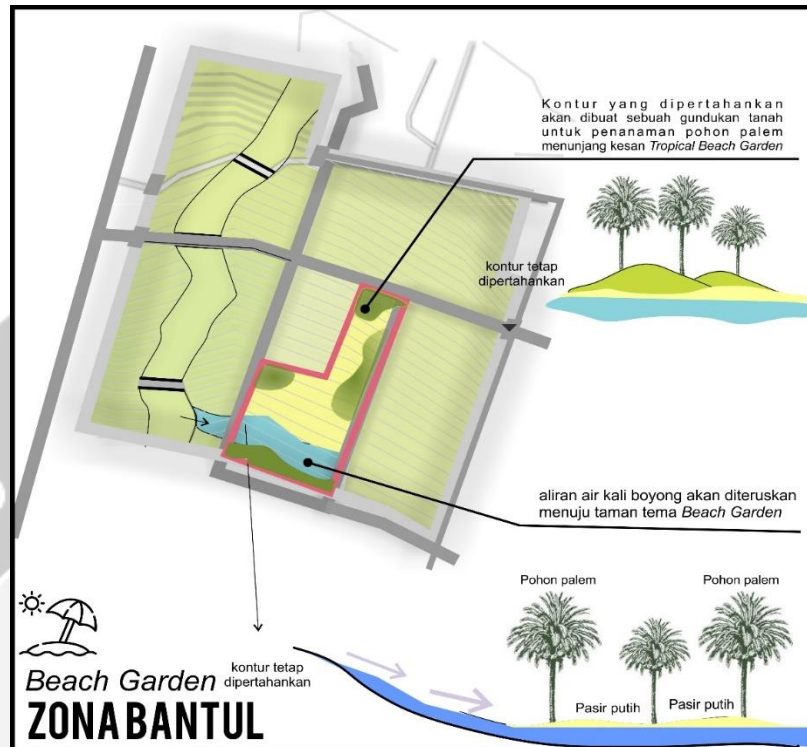 Kontur yang dipertahankan
akan dibuat sebuah gundukan tanah
untuk penanaman pohon palem
menunjang kesan Tropical Beach Garden
kontur tetap
dipertahankan
aliran air kali boyong akan diteruskan
menuju taman tema Beach Garden
Pohon palem
Pohon palem
Pasir putih
Pasir putih
kontur tetap
dipertahankan
Beach Garden
ZONA BANTUL